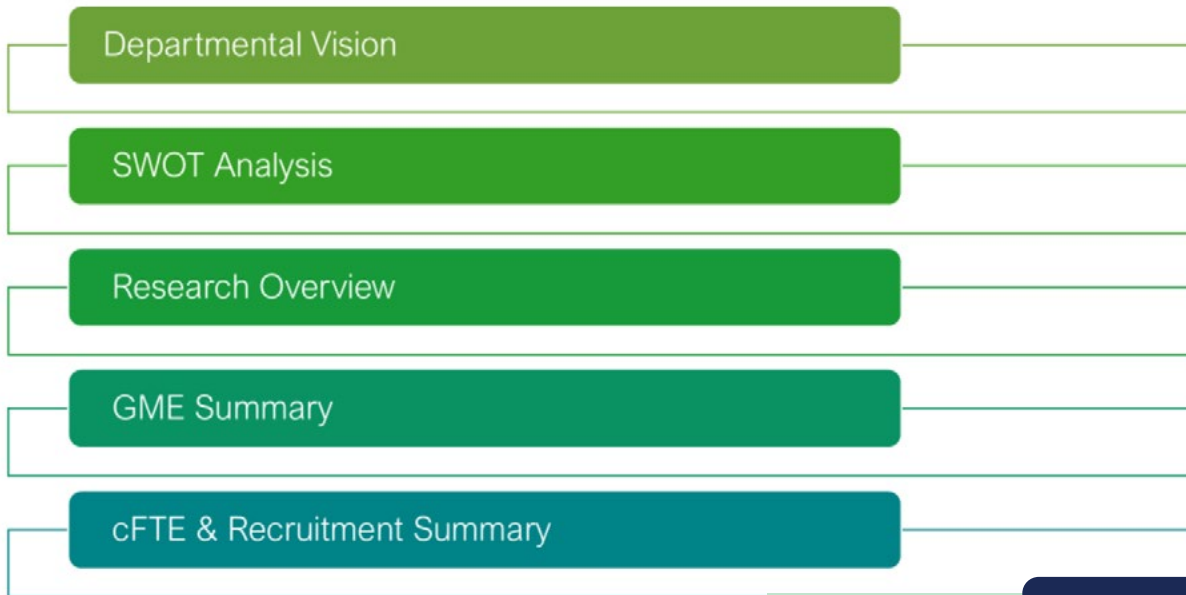 Departmental Vision
SWOT Analysis
Research Overview
GME Summary
cFTE & Recruitment Summary